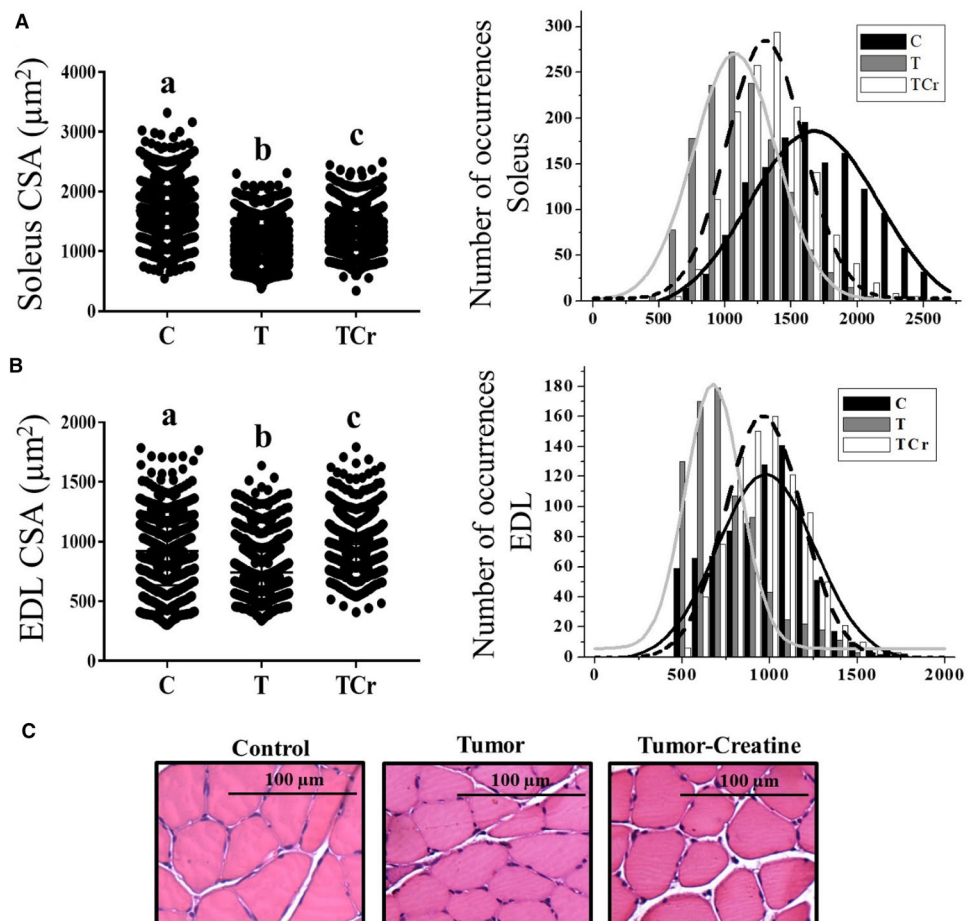 A
Soleus CSA (µm²)
4000
3000
2000
1000
0
a
b
c
C
T
TCr
Number of occurrences
Soleus
300
250
200
150
100
50
0
0
500
1000
1500
2000
2500
C
T
TCr
B
EDL CSA (µm²)
2000
1500
1000
500
0
a
b
c
C
T
TCr
Number of occurrences
EDL
180
160
140
120
100
80
60
40
20
0
0
500
1000
1500
2000
C
T
TCr
C
Control
Tumor
Tumor-Creatine
100 µm
100 µm
100 µm